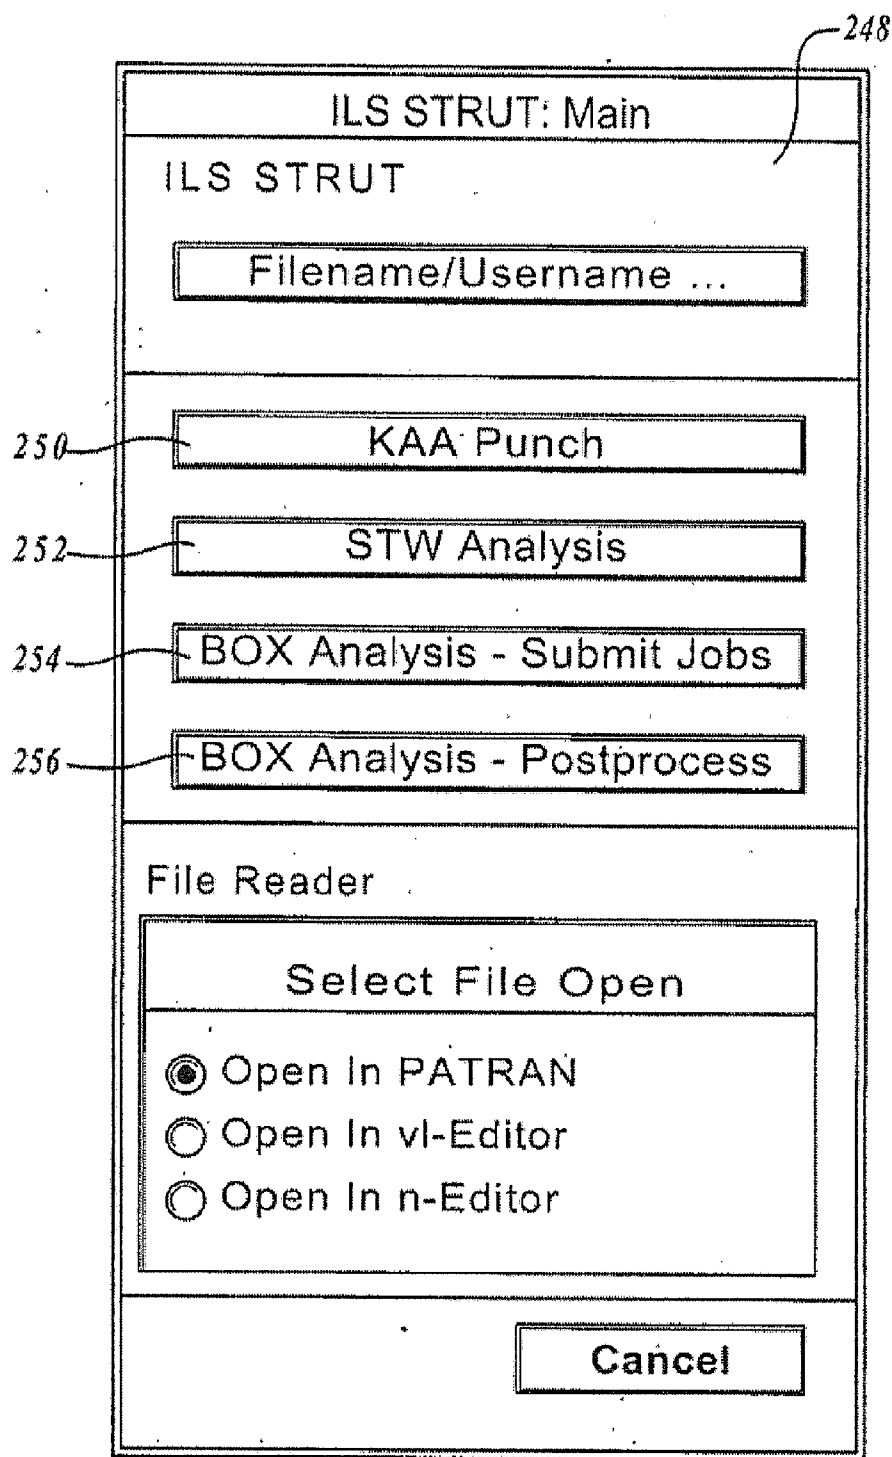 248
ILS STRUT: Main
ILS STRUT
Filename/Username ...
250 KAA Punch
252 STW Analysis
254 BOX Analysis - Submit Jobs
256 BOX Analysis - Postprocess
File Reader
Select File Open
Open In PATRAN
Open In vl-Editor
Open In n-Editor
Cancel